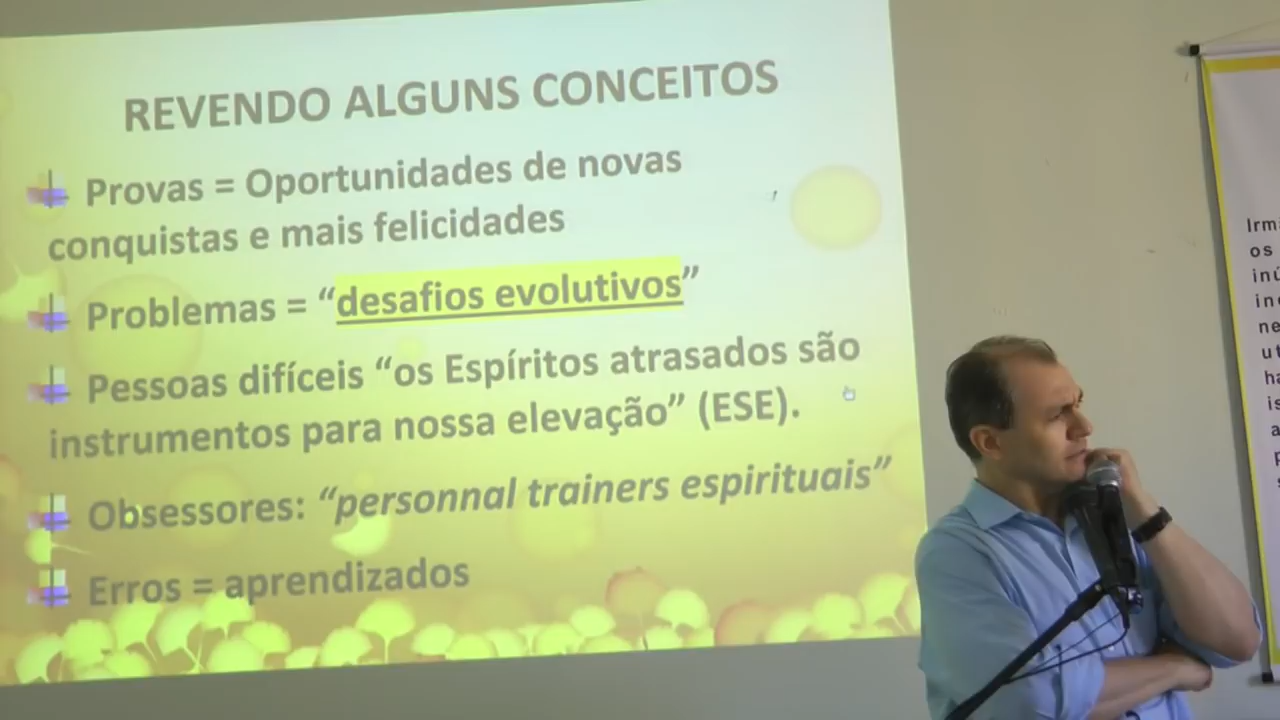 REVENDO ALGUNS CONCEITOS
Provas = Oportunidades de novas
conquistas e mais felicidades
Problemas = “desafios evolutivos”
Pessoas difíceis “os Espíritos atrasados são
instrumentos para nossa elevação” (ESE).
Obsessores: “personnal trainers espirituais”
Erros = aprendizados
os